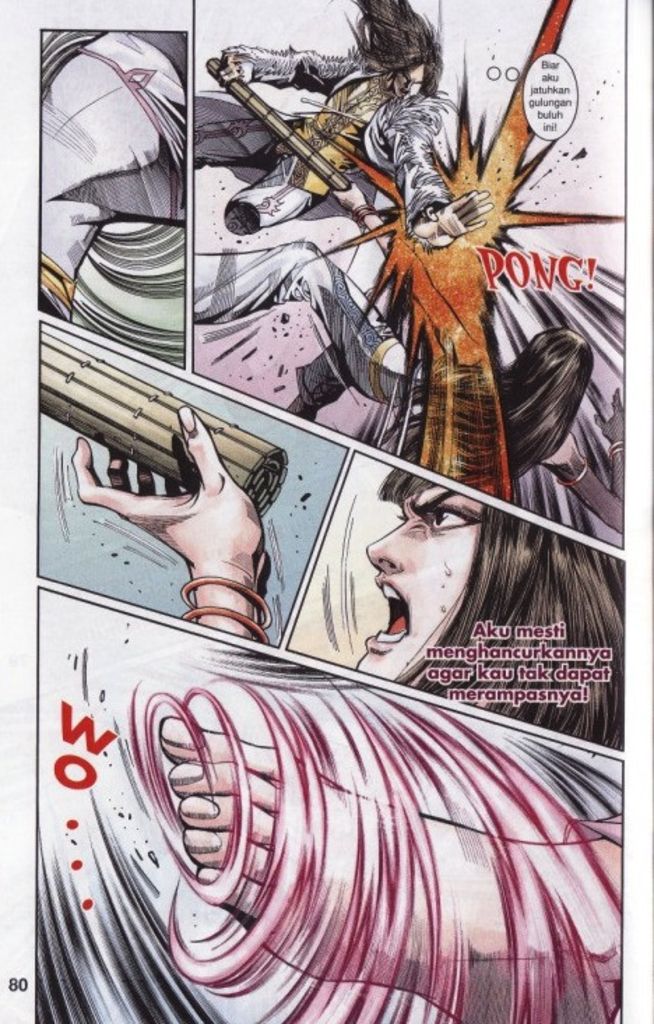 Biar
aku
jatuhkan
gulungan
buluh
ini!
PONG!
Aku mesti
menghancurkannya
agar kau tak dapat
merampasnya!
WO...
80